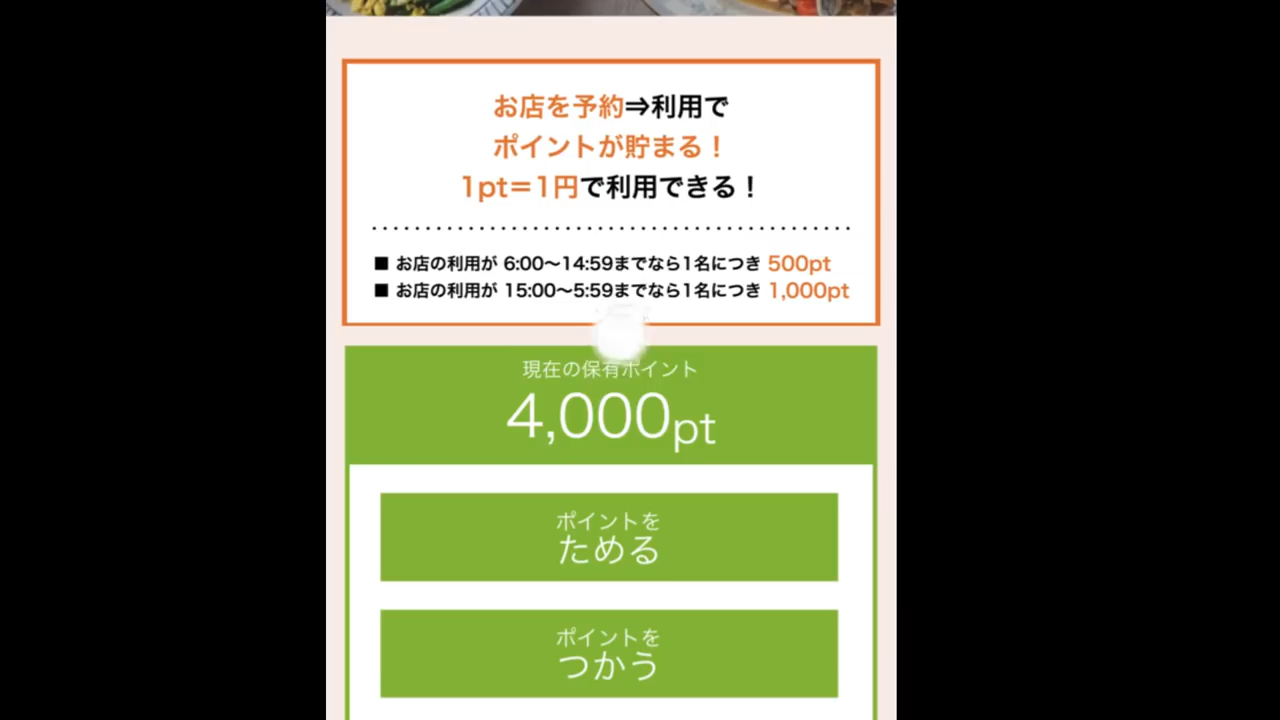 お店を予約⇒利用で
ポイントが貯まる！
1pt＝1円で利用できる！
■ お店の利用が 6:00〜14:59までなら1名につき 500pt
■ お店の利用が 15:00〜5:59までなら1名につき 1,000pt
現在の保有ポイント
4,000pt
ポイントを
ためる
ポイントを
つかう